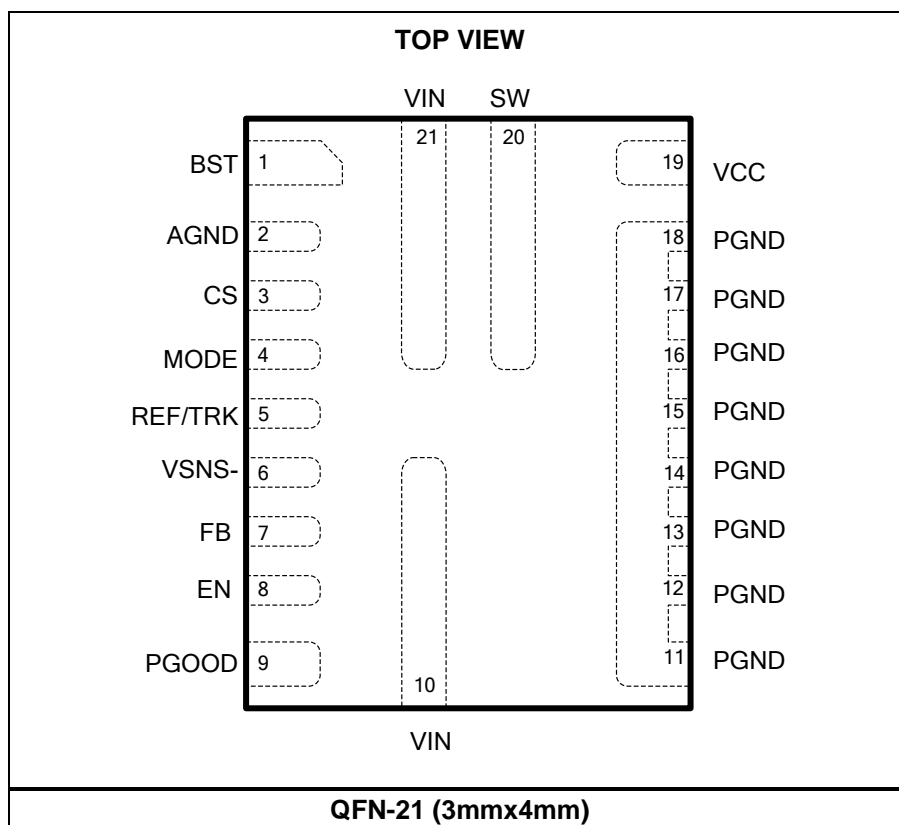 TOP VIEW
VIN SW
21 20
BST 1 19 VCC
AGND 2 18 PGND
CS 3 17 PGND
MODE 4 16 PGND
REF/TRK 5 15 PGND
VSNS- 6 14 PGND
FB 7 13 PGND
EN 8 12 PGND
PGOOD 9 11 PGND
10
VIN
QFN-21 (3mmx4mm)